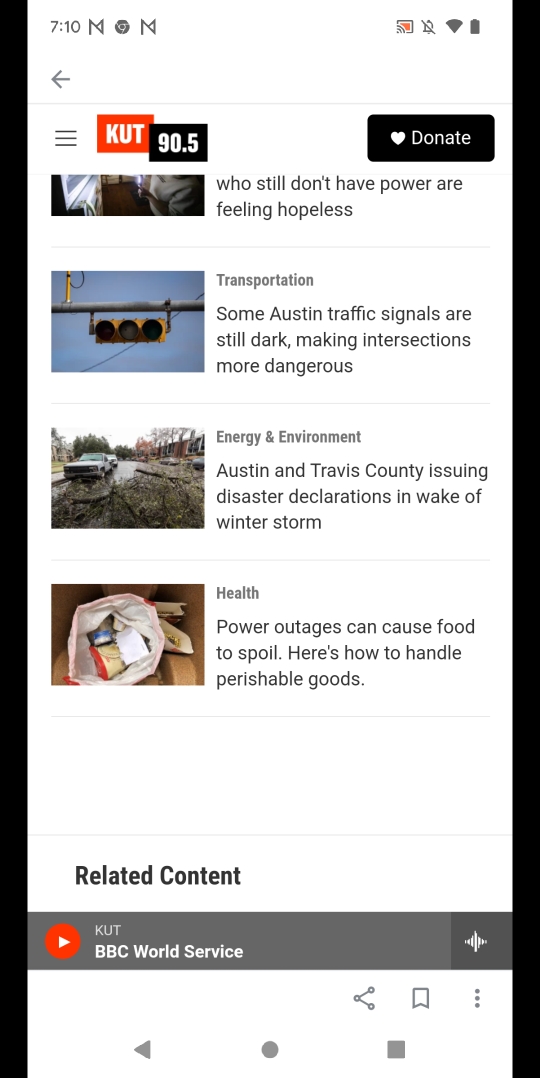 7:10
KUT 90.5
Donate
who still don't have power are
feeling hopeless
Transportation
Some Austin traffic signals are
still dark, making intersections
more dangerous
Energy & Environment
Austin and Travis County issuing
disaster declarations in wake of
winter storm
Health
Power outages can cause food
to spoil. Here's how to handle
perishable goods.
Related Content
KUT
BBC World Service